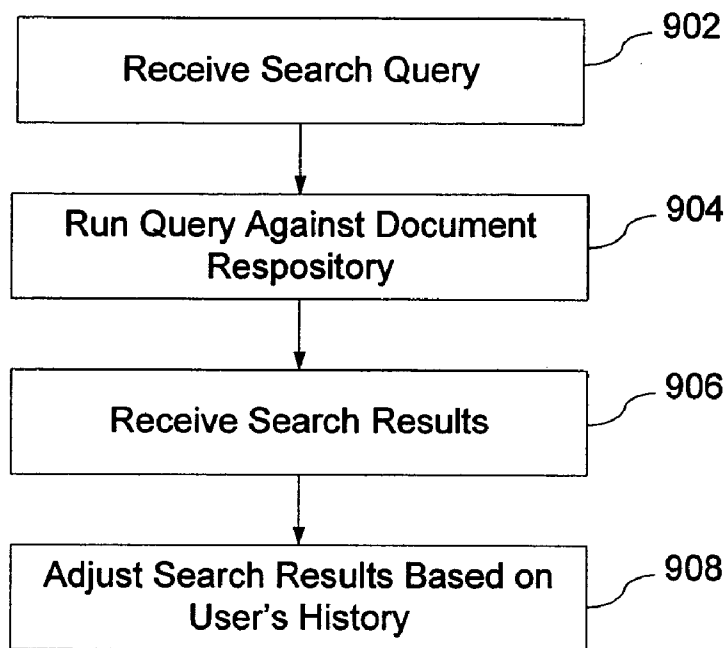 902
Receive Search Query
904
Run Query Against Document
Respository
906
Receive Search Results
908
Adjust Search Results Based on
User's History